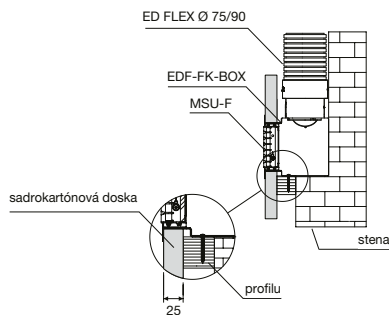 ED FLEX Ø 75/90
EDF-FK-BOX
MSU-F
sadrokartónová doska
stena
profilu
25